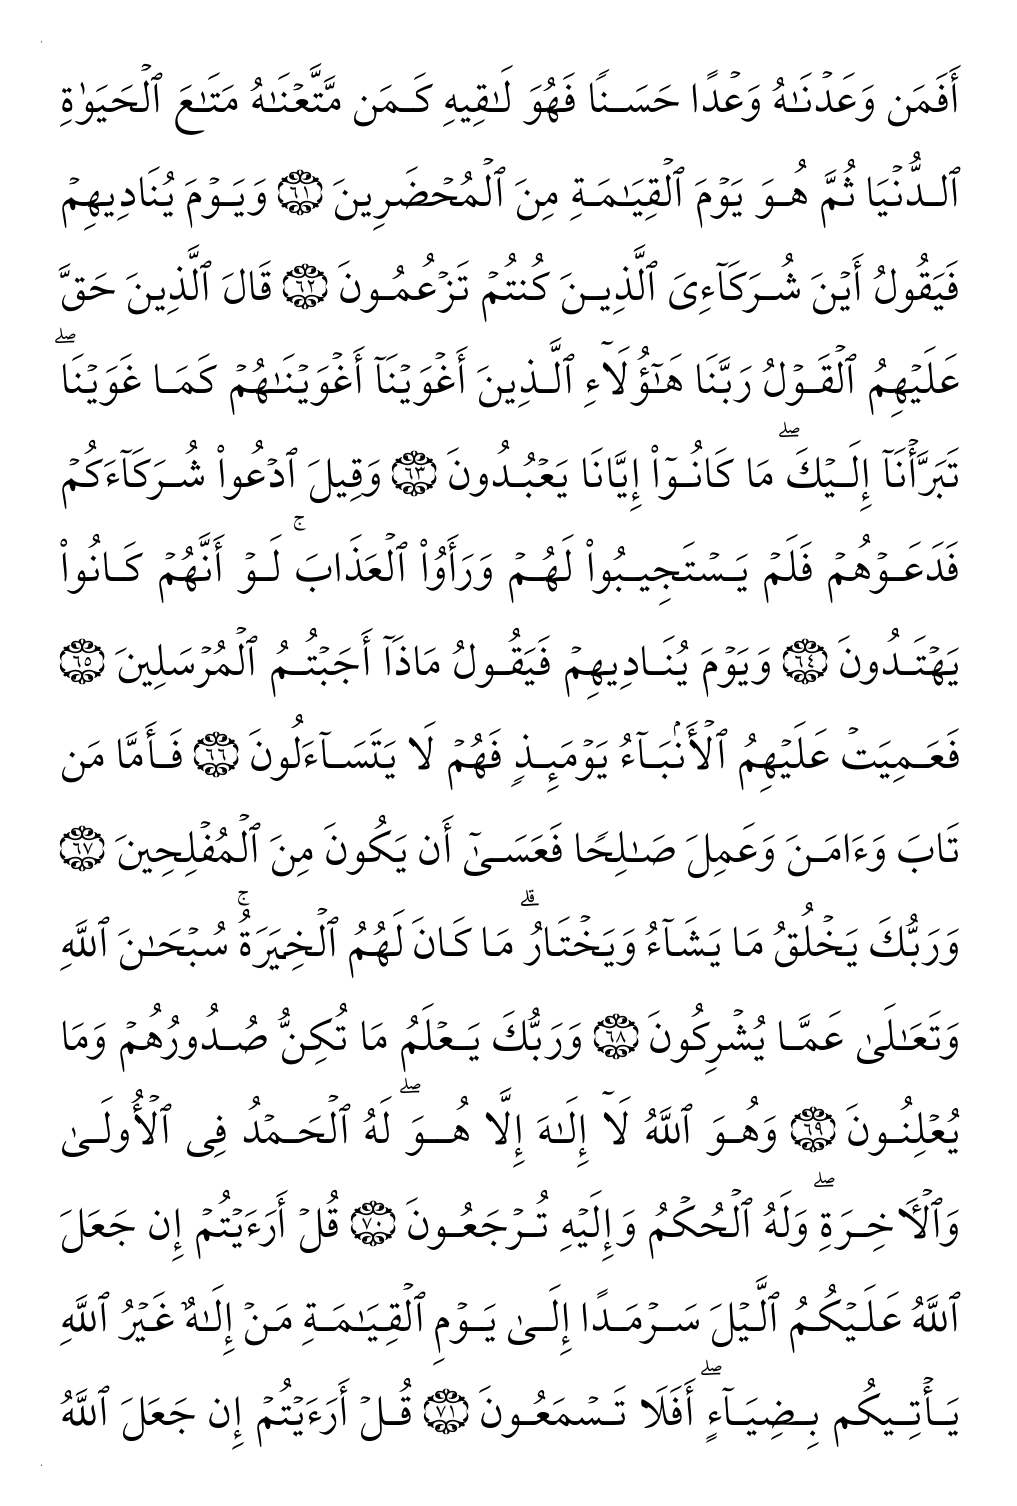 أَفَمَن وَعَدْنَـٰهُ وَعْدًا حَسَنًا فَهُوَ لَـٰقِيهِ كَمَن مَّتَّعْنَـٰهُ مَتَـٰعَ ٱلْحَيَوٰةِ
ٱلدُّنْيَا ثُمَّ هُوَ يَوْمَ ٱلْقِيَـٰمَةِ مِنَ ٱلْمُحْضَرِينَ ٦١ وَيَوْمَ يُنَادِيهِمْ
فَيَقُولُ أَيْنَ شُرَكَآءِىَ ٱلَّذِينَ كُنتُمْ تَزْعُمُونَ ٦٢ قَالَ ٱلَّذِينَ حَقَّ
عَلَيْهِمُ ٱلْقَوْلُ رَبَّنَا هَـٰٓؤُلَآءِ ٱلَّذِينَ أَغْوَيْنَآ أَغْوَيْنَـٰهُمْ كَمَا غَوَيْنَا ۖ
تَبَرَّأْنَآ إِلَيْكَ ۖ مَا كَانُوٓا۟ إِيَّانَا يَعْبُدُونَ ٦٣ وَقِيلَ ٱدْعُوا۟ شُرَكَآءَكُمْ
فَدَعَوْهُمْ فَلَمْ يَسْتَجِيبُوا۟ لَهُمْ وَرَأَوُا۟ ٱلْعَذَابَ ۚ لَوْ أَنَّهُمْ كَانُوا۟
يَهْتَدُونَ ٦٤ وَيَوْمَ يُنَادِيهِمْ فَيَقُولُ مَاذَآ أَجَبْتُمُ ٱلْمُرْسَلِينَ ٦٥
فَعَمِيَتْ عَلَيْهِمُ ٱلْأَنۢبَآءُ يَوْمَئِذٍ فَهُمْ لَا يَتَسَآءَلُونَ ٦٦ فَأَمَّا مَن
تَابَ وَءَامَنَ وَعَمِلَ صَـٰلِحًا فَعَسَىٰٓ أَن يَكُونَ مِنَ ٱلْمُفْلِحِينَ ٦٧
وَرَبُّكَ يَخْلُقُ مَا يَشَآءُ وَيَخْتَارُ ۗ مَا كَانَ لَهُمُ ٱلْخِيَرَةُ ۚ سُبْحَـٰنَ ٱللَّهِ
وَتَعَـٰلَىٰ عَمَّا يُشْرِكُونَ ٦٨ وَرَبُّكَ يَعْلَمُ مَا تُكِنُّ صُدُورُهُمْ وَمَا
يُعْلِنُونَ ٦٩ وَهُوَ ٱللَّهُ لَآ إِلَـٰهَ إِلَّا هُوَ ۖ لَهُ ٱلْحَمْدُ فِى ٱلْأُولَىٰ
وَٱلْـَٔاخِرَةِ ۖ وَلَهُ ٱلْحُكْمُ وَإِلَيْهِ تُرْجَعُونَ ٧٠ قُلْ أَرَءَيْتُمْ إِن جَعَلَ
ٱللَّهُ عَلَيْكُمُ ٱلَّيْلَ سَرْمَدًا إِلَىٰ يَوْمِ ٱلْقِيَـٰمَةِ مَنْ إِلَـٰهٌ غَيْرُ ٱللَّهِ
يَأْتِيكُم بِضِيَآءٍ ۖ أَفَلَا تَسْمَعُونَ ٧١ قُلْ أَرَءَيْتُمْ إِن جَعَلَ ٱللَّهُ